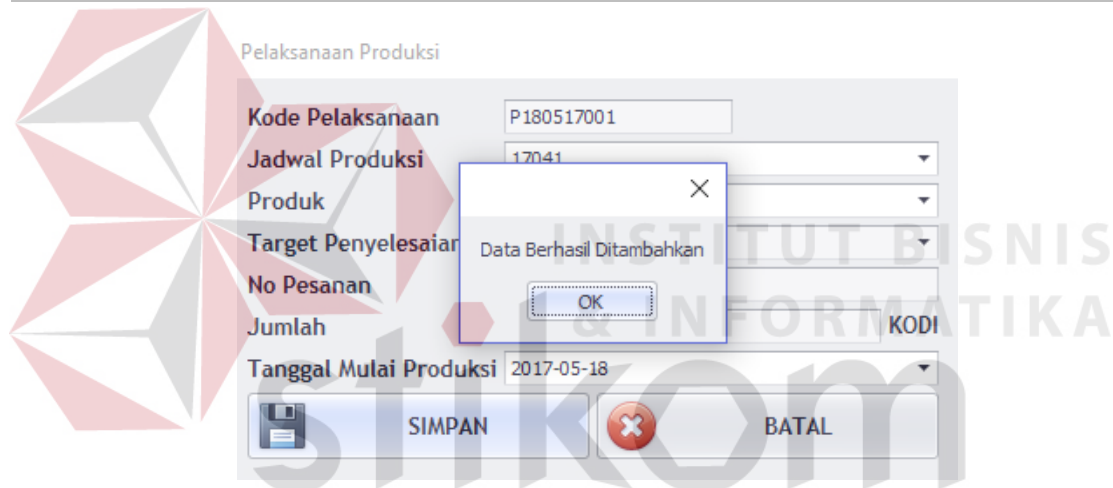 Pelaksanaan Produksi
Kode Pelaksanaan P180517001
Jadwal Produksi 17041
Produk
Target Penyelesaian
No Pesanan
Jumlah KODI
Tanggal Mulai Produksi 2017-05-18
SIMPAN BATAL
Data Berhasil Ditambahkan
OK
INSTITUT BISNIS
& INFORMATIKA
stikom